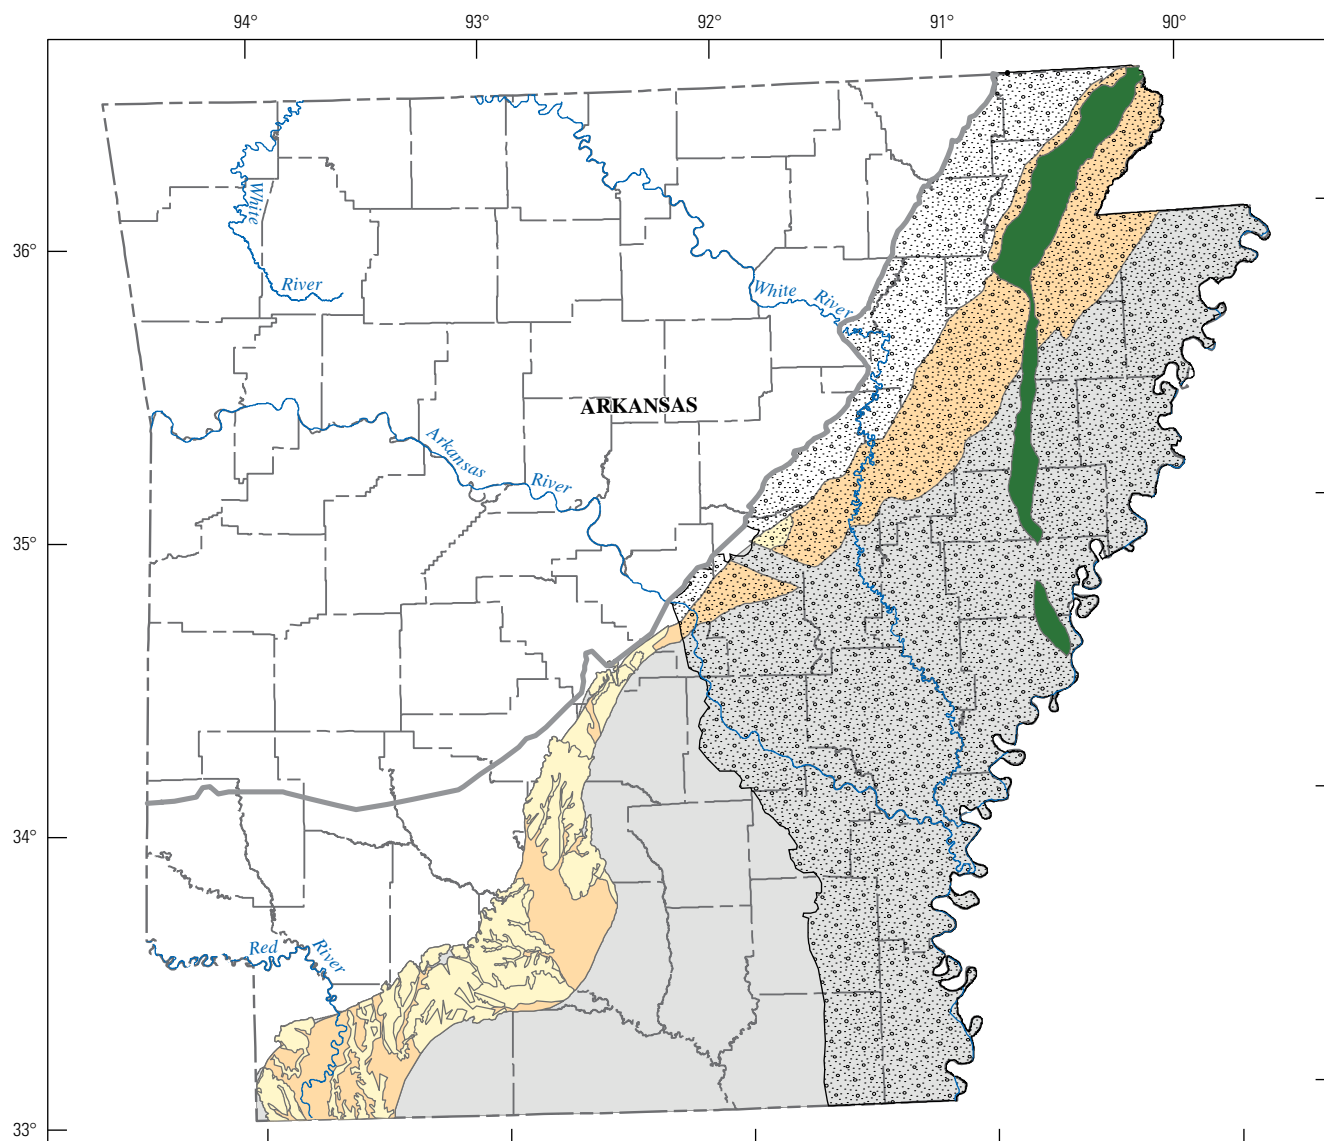 94° 93° 92° 91° 90°
36°
35°
34°
33°
White
River
White River
ARKANSAS
Arkansas
River
Red River